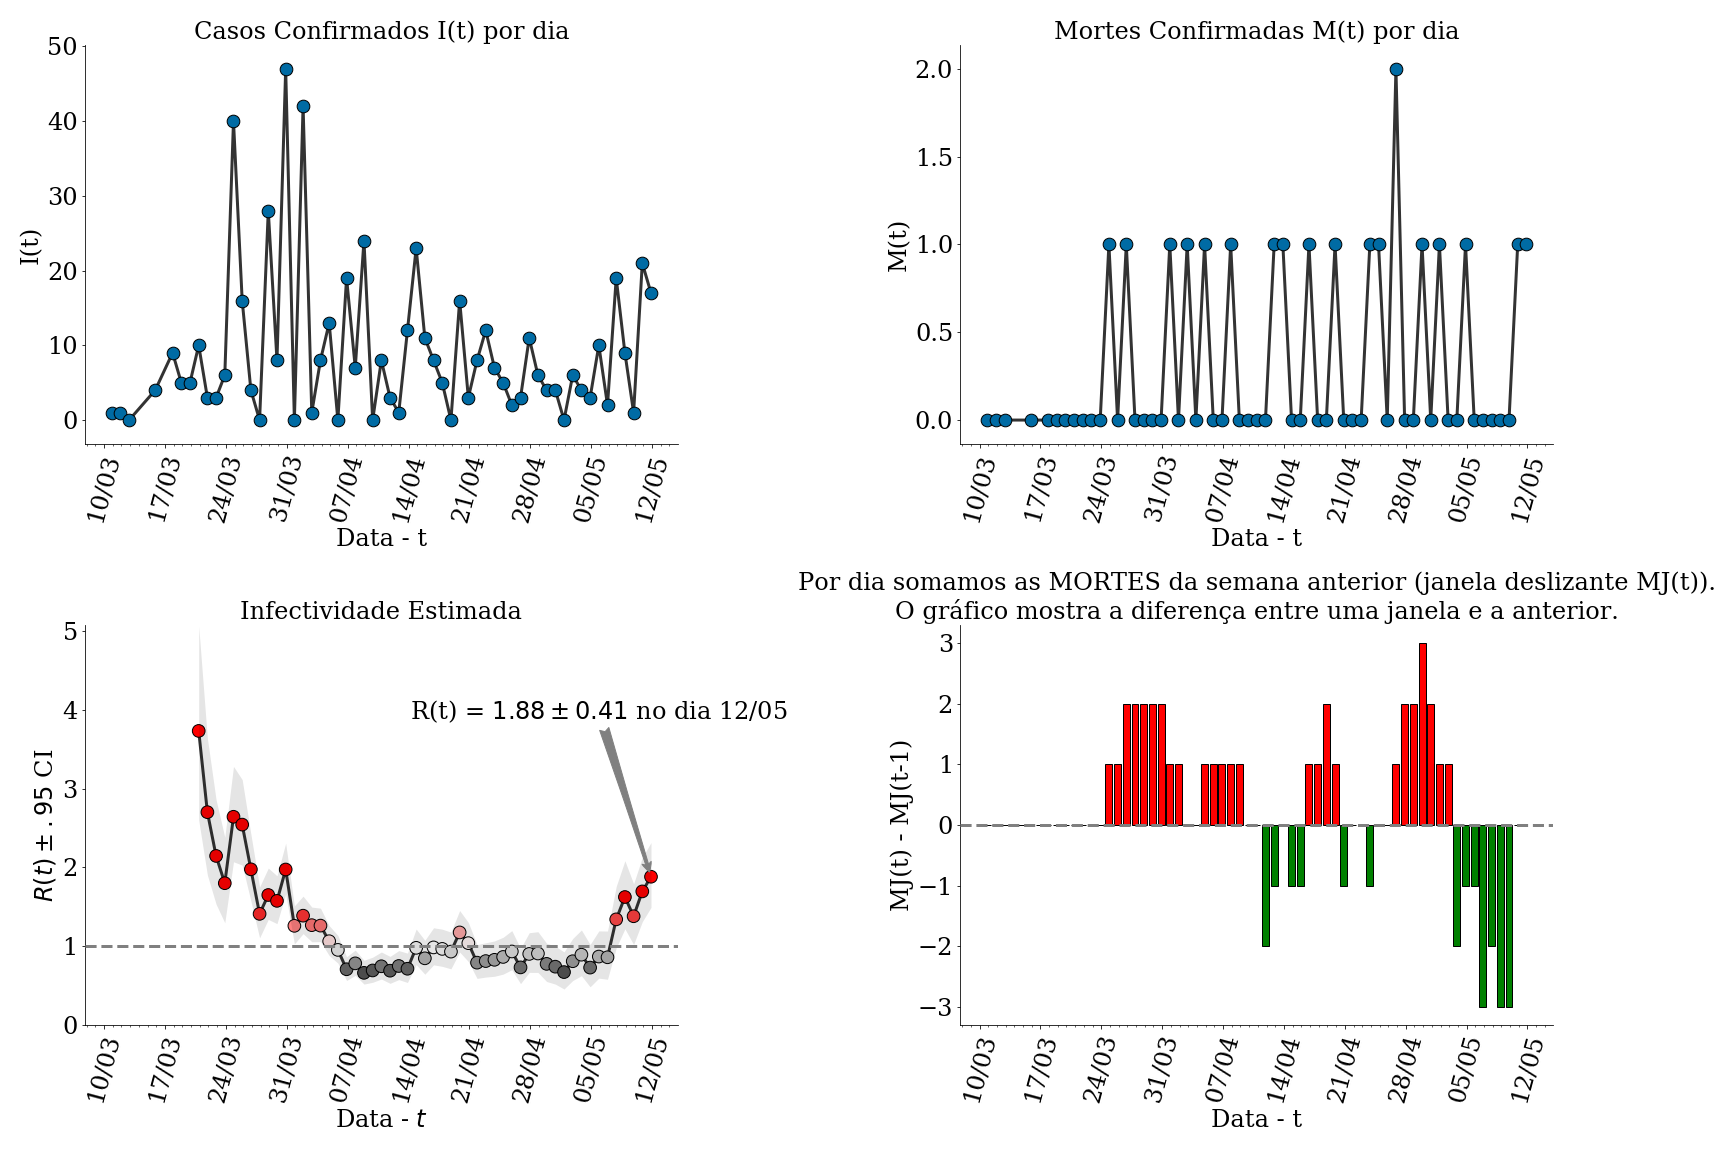 Casos Confirmados I(t) por dia
50
40
30
20
10
0
I(t)
10/03 17/03 24/03 31/03 07/04 14/04 21/04 28/04 05/05 12/05
Data - t
Mortes Confirmadas M(t) por dia
2.0
1.5
1.0
0.5
0.0
M(t)
10/03 17/03 24/03 31/03 07/04 14/04 21/04 28/04 05/05 12/05
Data - t
Infectividade Estimada
5
4
3
2
1
0
R(t) ± .95 CI
R(t) = 1.88 ± 0.41 no dia 12/05
10/03 17/03 24/03 31/03 07/04 14/04 21/04 28/04 05/05 12/05
Data - t
Por dia somamos as MORTES da semana anterior (janela deslizante MJ(t)).
O gráfico mostra a diferença entre uma janela e a anterior.
3
2
1
0
−1
−2
−3
MJ(t) - MJ(t-1)
10/03 17/03 24/03 31/03 07/04 14/04 21/04 28/04 05/05 12/05
Data - t